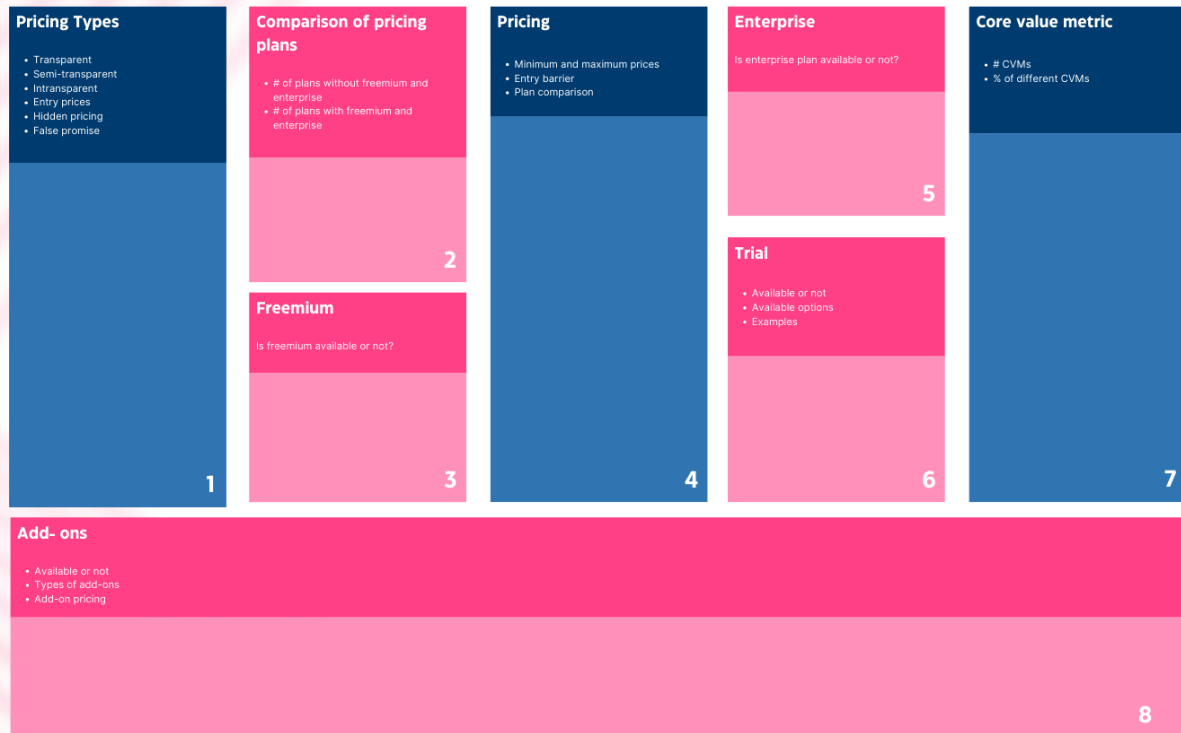 Pricing Types
• Transparent
• Semi-transparent
• Intransparent
• Entry prices
• Hidden pricing
• False promise
1
Comparison of pricing
plans
• # of plans without freemium and
enterprise
• # of plans with freemium and
enterprise
2
Freemium
Is freemium available or not?
3
Pricing
• Minimum and maximum prices
• Entry barrier
• Plan comparison
4
Enterprise
Is enterprise plan available or not?
5
Trial
• Available or not
• Available options
• Examples
6
Core value metric
• # CVMs
• % of different CVMs
7
Add- ons
• Available or not
• Types of add-ons
• Add-on pricing
8